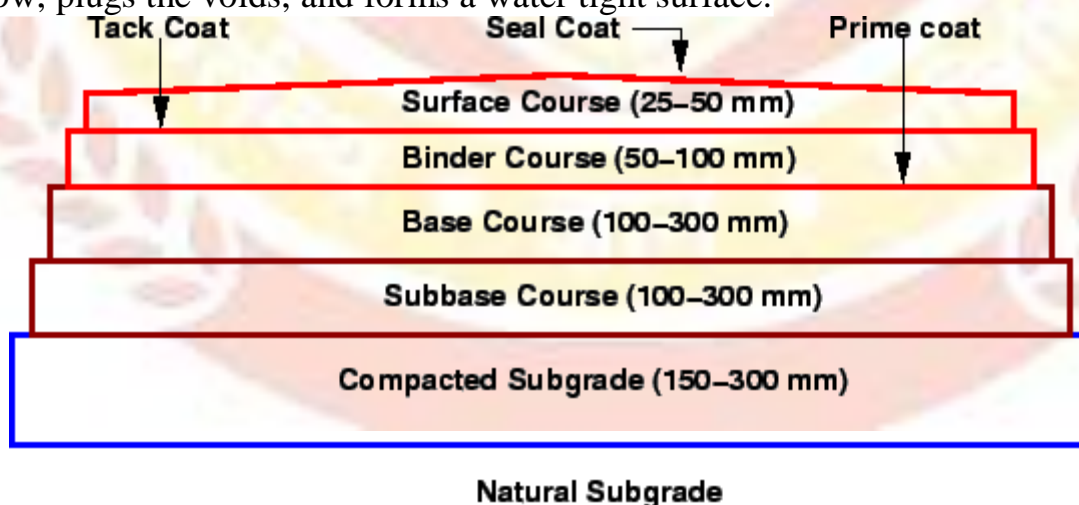 plugs the voids, and forms a water tight surface.
Tack Coat Seal Coat Prime coat
Surface Course (25–50 mm)
Binder Course (50–100 mm)
Base Course (100–300 mm)
Subbase Course (100–300 mm)
Compacted Subgrade (150–300 mm)
Natural Subgrade